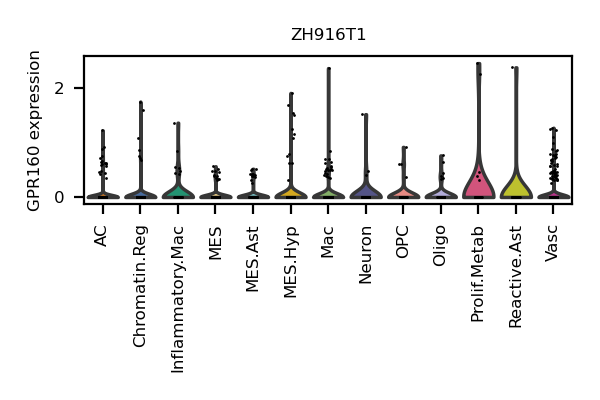 ZH916T1
GPR160 expression
2
0
AC
Chromatin.Reg
Inflammatory.Mac
MES
MES.Ast
MES.Hyp
Mac
Neuron
OPC
Oligo
Prolif.Metab
Reactive.Ast
Vasc